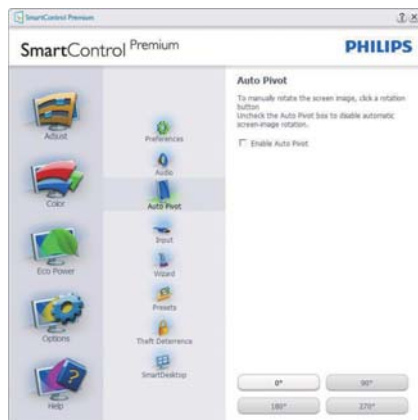 SmartControl Premium
SmartControl Premium
PHILIPS
Adjust
Color
Eco Power
Options
Help
Preferences
Audio
Auto Pivot
Input
Wizard
Presets
Theft Deterrence
SmartDesktop
Auto Pivot
To manually rotate the screen image, click a rotation
button
Uncheck the Auto Pivot box to disable automatic
screen-image rotation.
Enable Auto Pivot
0°
90°
180°
270°